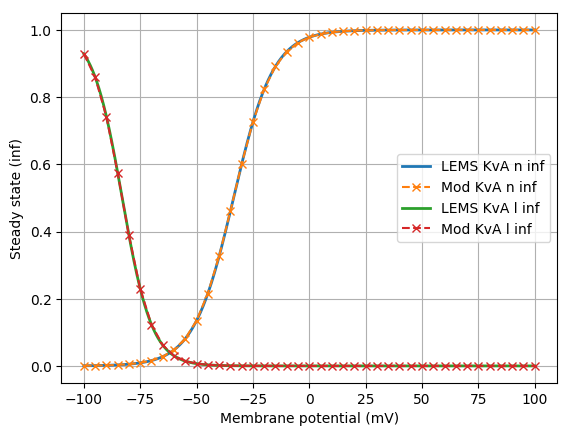 1.0
0.8
0.6
0.4
0.2
0.0
Steady state (inf)
LEMS KvA n inf
Mod KvA n inf
LEMS KvA l inf
Mod KvA l inf
−100 −75 −50 −25 0 25 50 75 100
Membrane potential (mV)